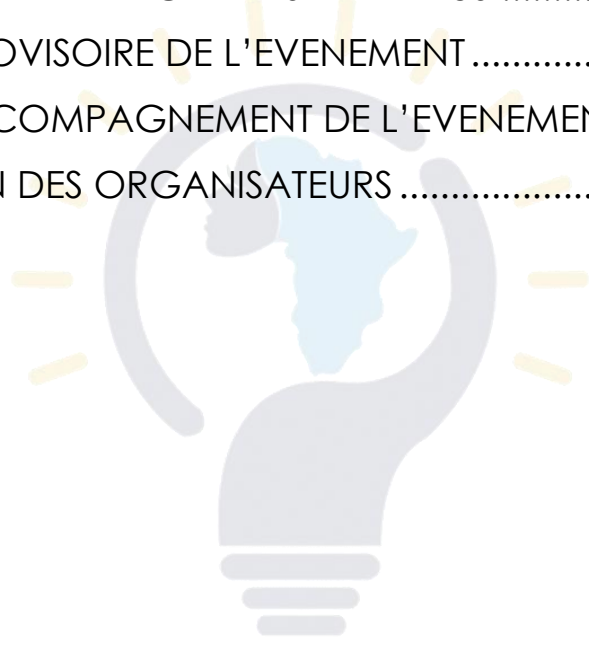 OVISOIRE DE L’EVENEMENT............
COMPAGNEMENT DE L’EVENEMEN
N DES ORGANISATEURS...................